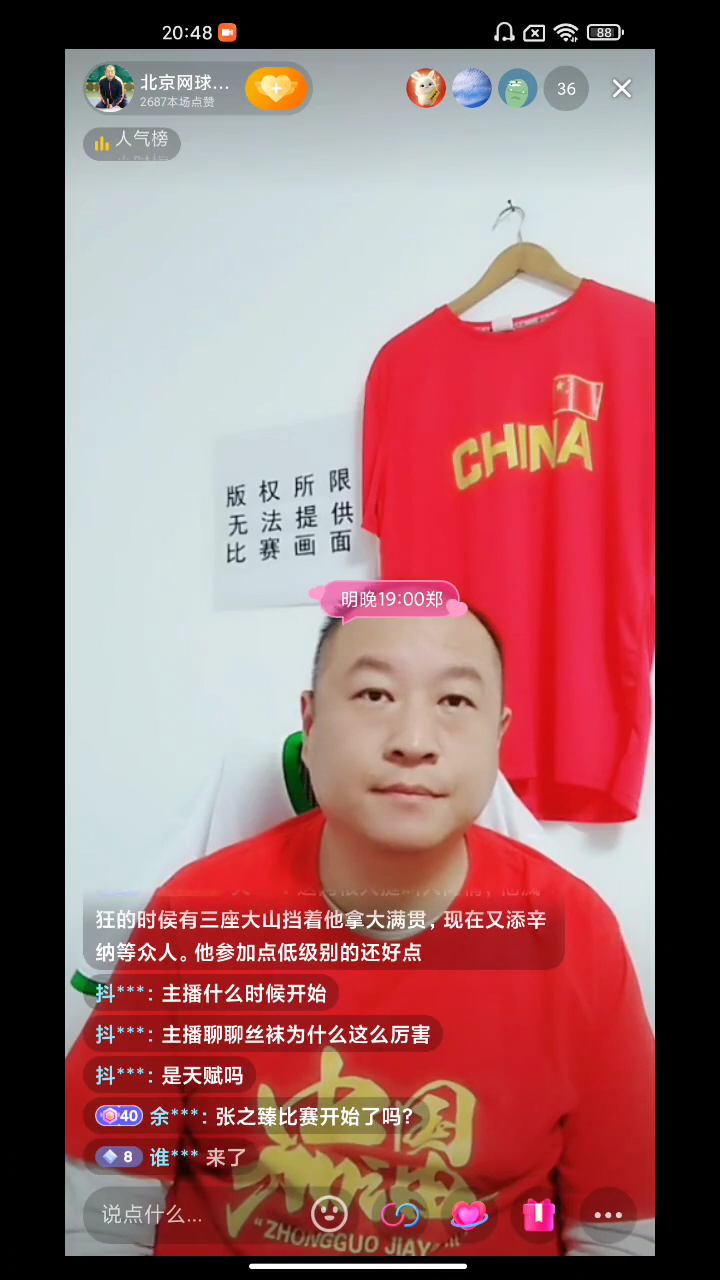 20:48
88
北京网球...
2687本场点赞
36
人气榜
CHINA
版权所限
无法提供
比赛画面
明晚19:00郑
狂的时侯有三座大山挡着他拿大满贯，现在又添辛
纳等众人。他参加点低级别的还好点
抖***：主播什么时候开始
抖***：主播聊聊丝袜为什么这么厉害
抖***：是天赋吗
40 余***：张之臻比赛开始了吗？
8 谁*** 来了
中国
加油
"ZHONGGUO JIAY
说点什么...